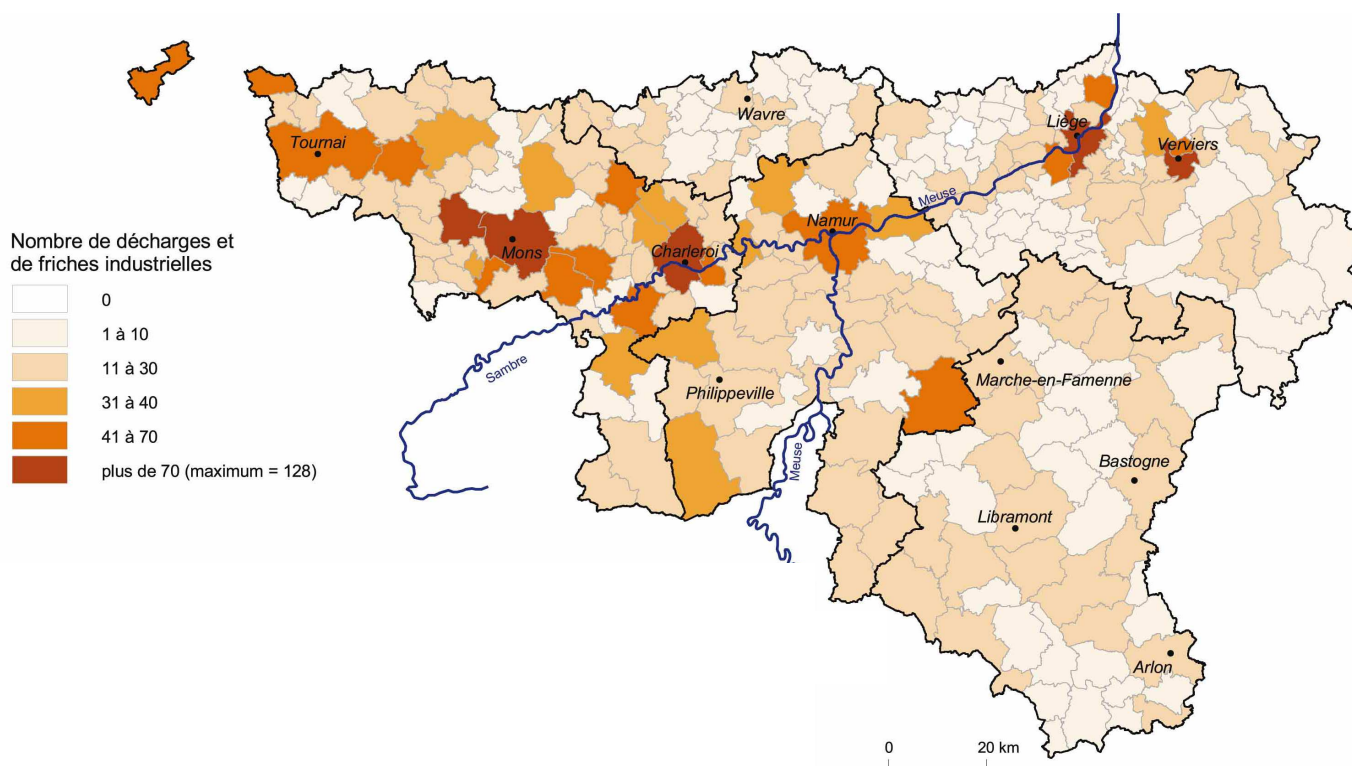 Nombre de décharges et
de friches industrielles
0
1 à 10
11 à 30
31 à 40
41 à 70
plus de 70 (maximum = 128)
Wavre
Liège
Tournai
Verviers
Meuse
Namur
Mons
Charleroi
Sambre
Marche-en-Famenne
Philippeville
Meuse
Bastogne
Libramont
Arlon
0 20 km